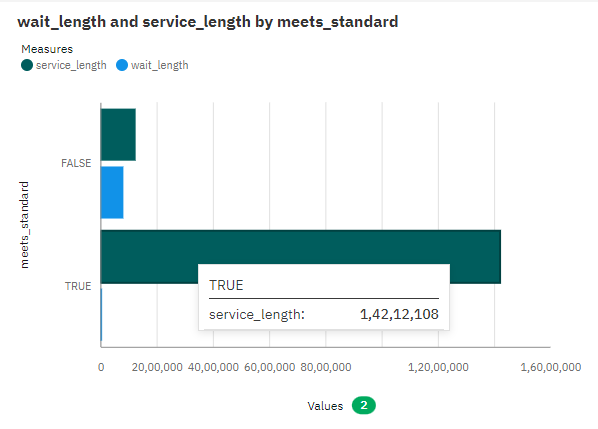 wait_length and service_length by meets_standard
Measures
service_length wait_length
meets_standard
FALSE
TRUE
TRUE
service_length: 1,42,12,108
0 20,00,000 40,00,000 60,00,000 80,00,000 1,20,00,000 1,60,00,000
Values 2